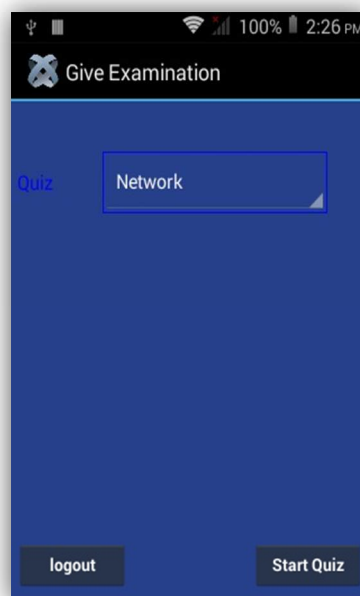 100% 2:26 PM
Give Examination
Quiz
Network
logout
Start Quiz